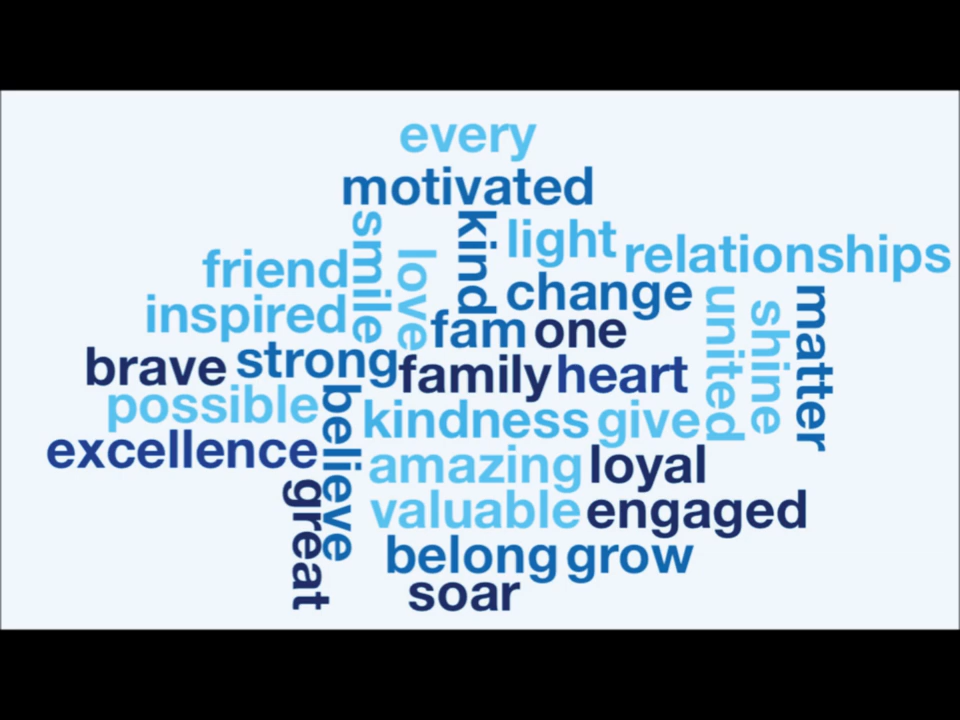 every
motivated
smile
love
kind
light
relationships
friend
change
inspired
fam one
united
shine
matter
brave strong
family heart
possible
believe
kindness give
excellence
amazing loyal
great
valuable engaged
belong grow
soar